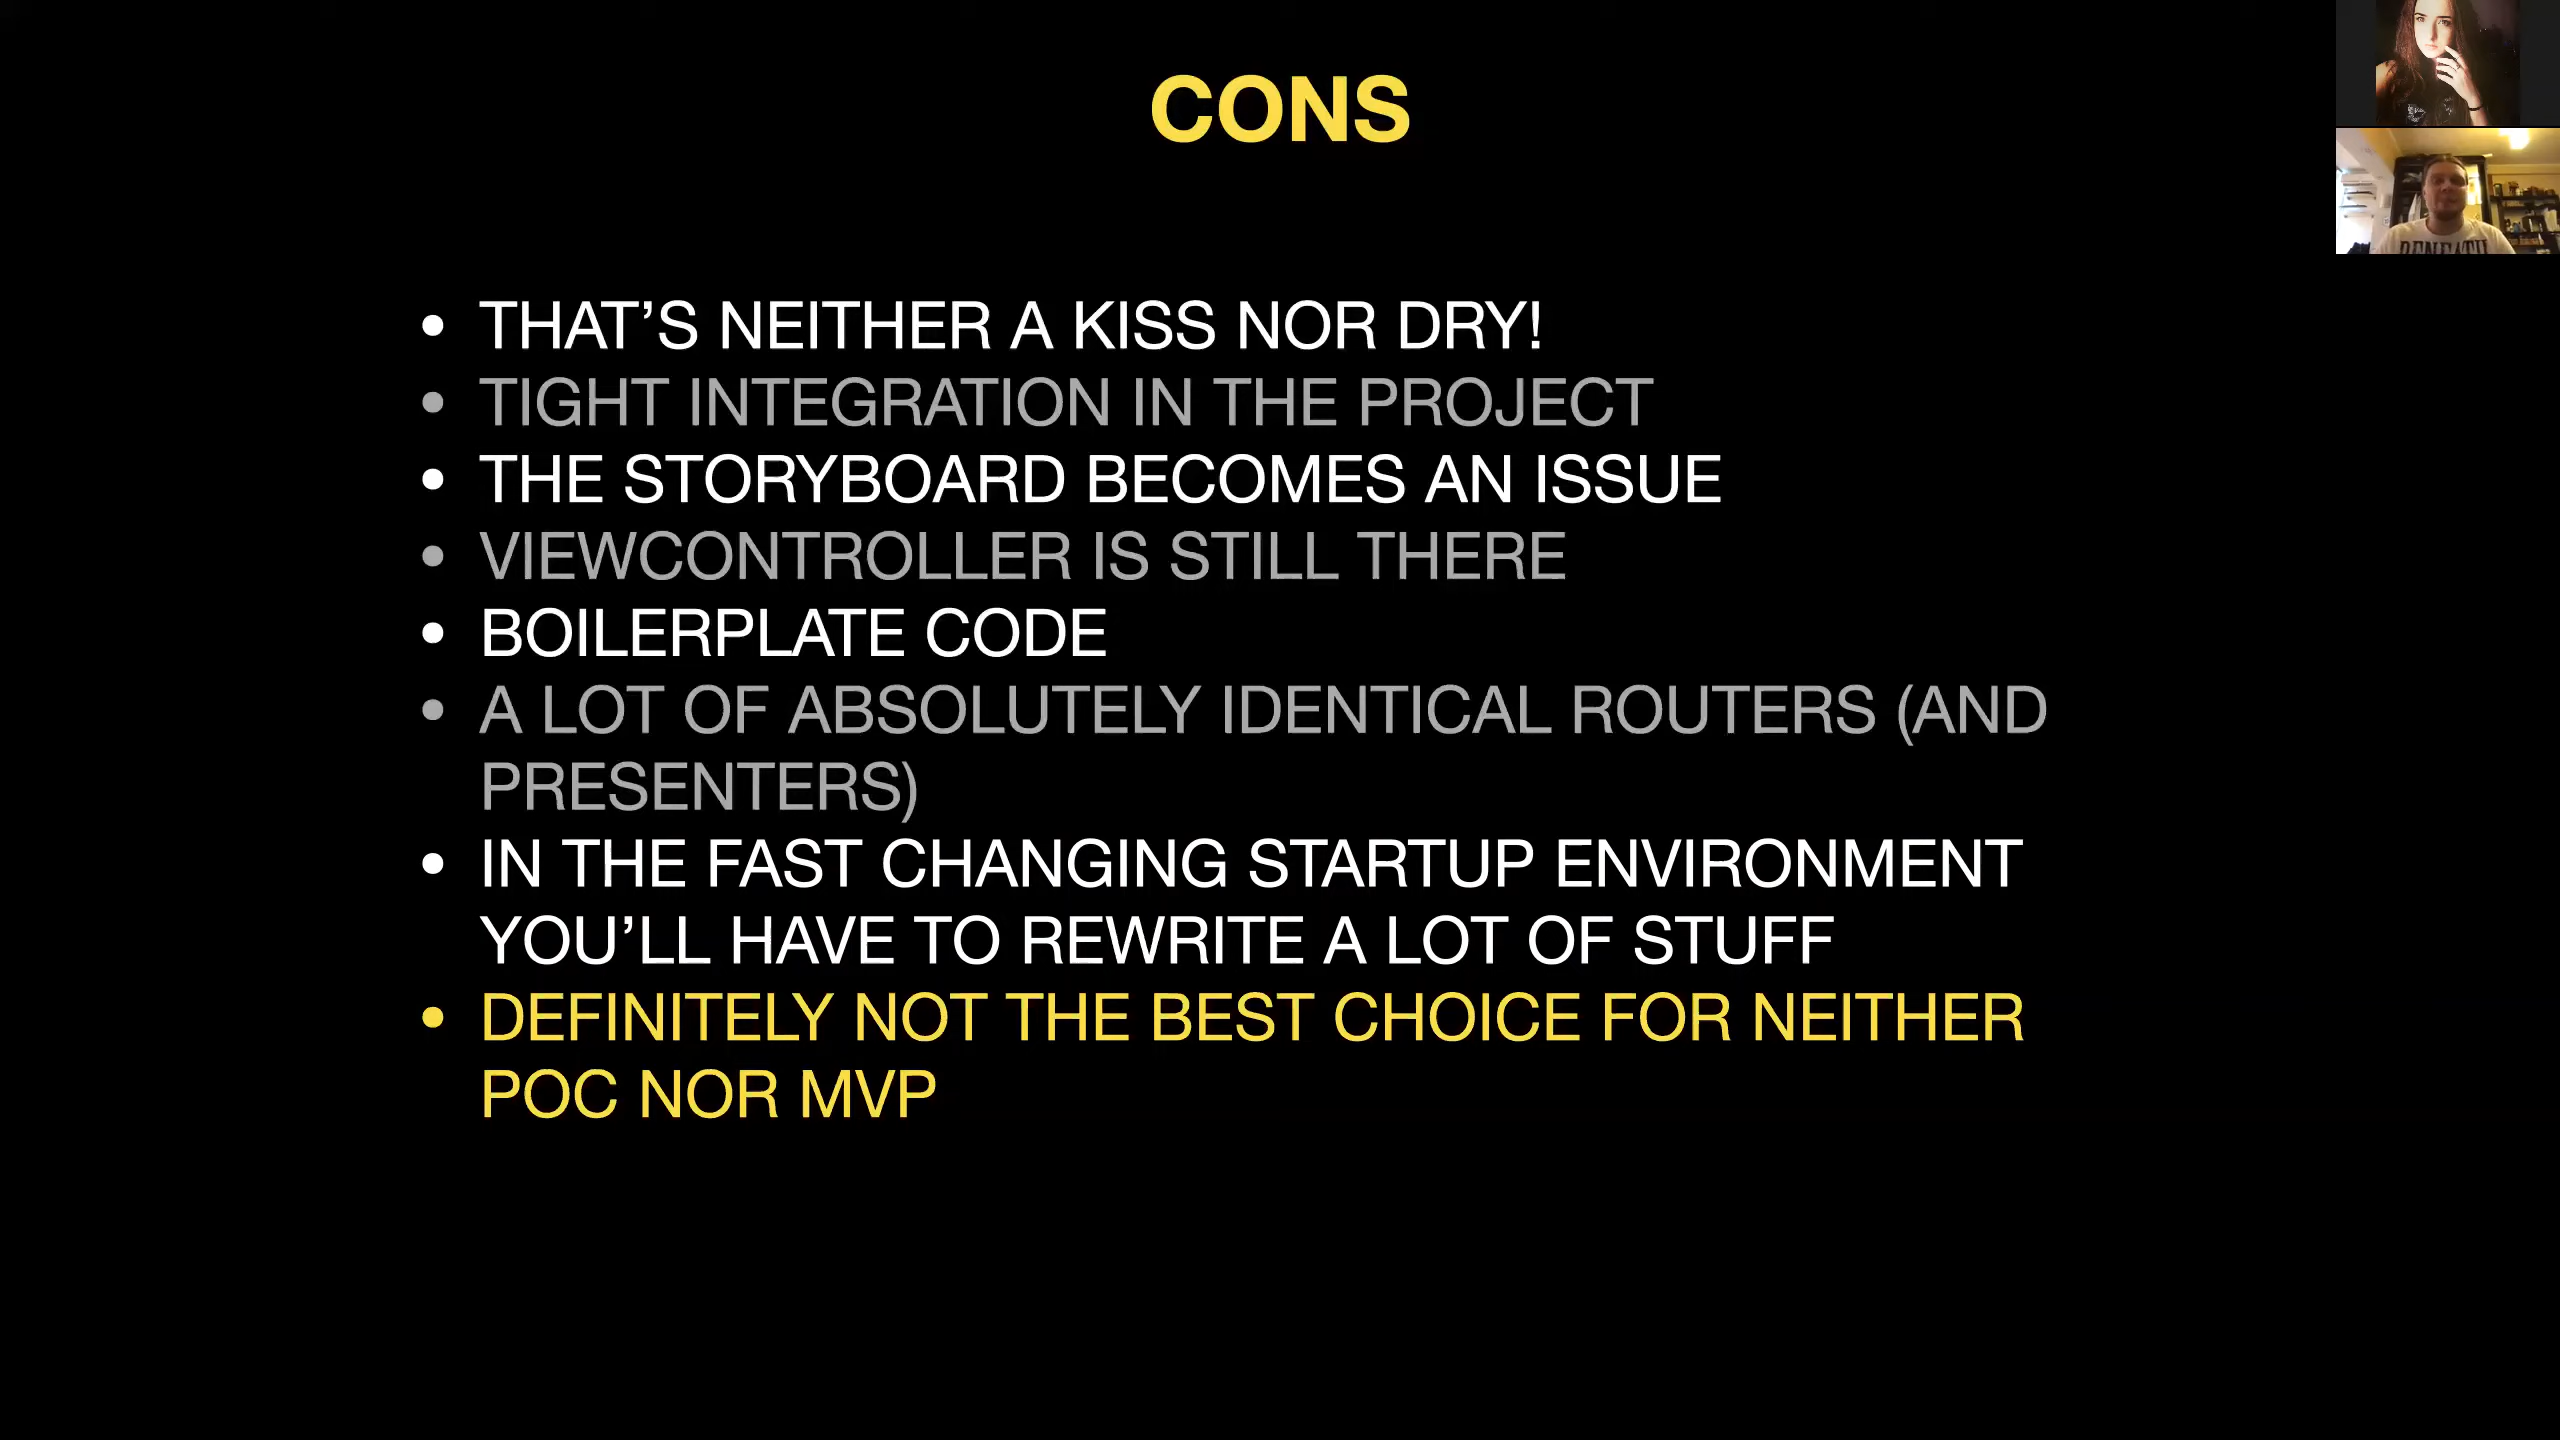 CONS
• THAT’S NEITHER A KISS NOR DRY!
• TIGHT INTEGRATION IN THE PROJECT
• THE STORYBOARD BECOMES AN ISSUE
• VIEWCONTROLLER IS STILL THERE
• BOILERPLATE CODE
• A LOT OF ABSOLUTELY IDENTICAL ROUTERS (AND
PRESENTERS)
• IN THE FAST CHANGING STARTUP ENVIRONMENT
YOU’LL HAVE TO REWRITE A LOT OF STUFF
• DEFINITELY NOT THE BEST CHOICE FOR NEITHER
POC NOR MVP
BENEATH